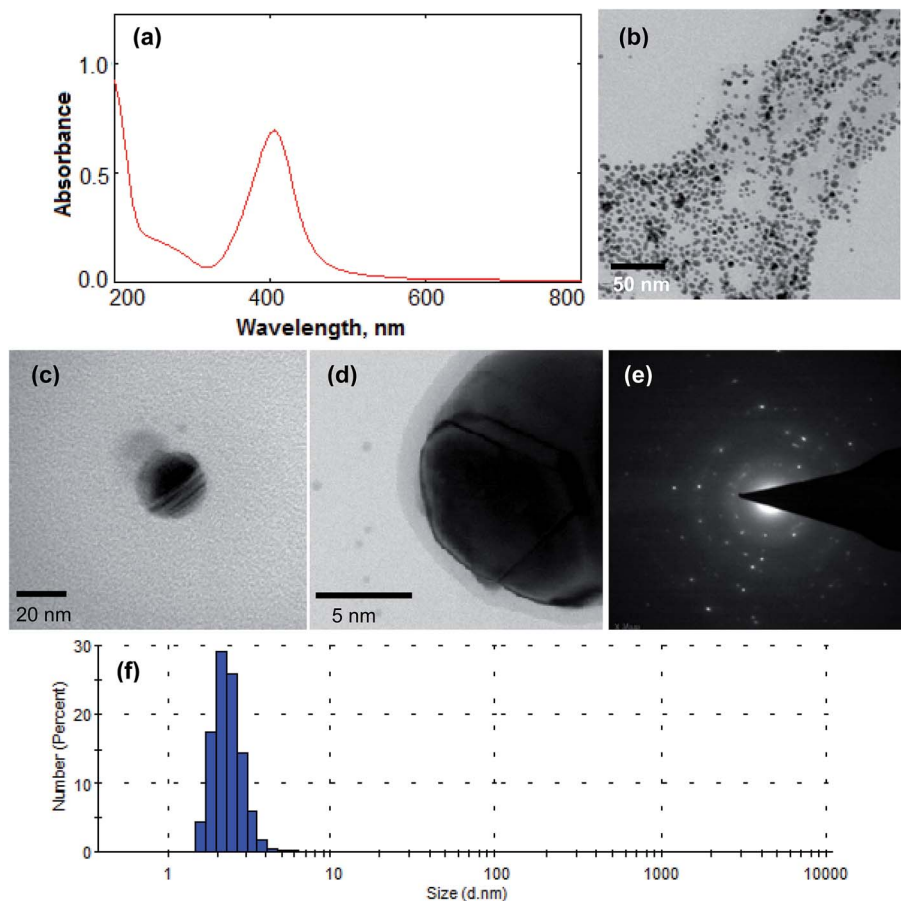 (a)
1.0
0.5
0.0
Absorbance
200 400 600 800
Wavelength, nm
(b)
50 nm
(c)
20 nm
(d)
5 nm
(e)
(f)
30
20
10
0
Number (Percent)
1 10 100 1000 10000
Size (d.nm)